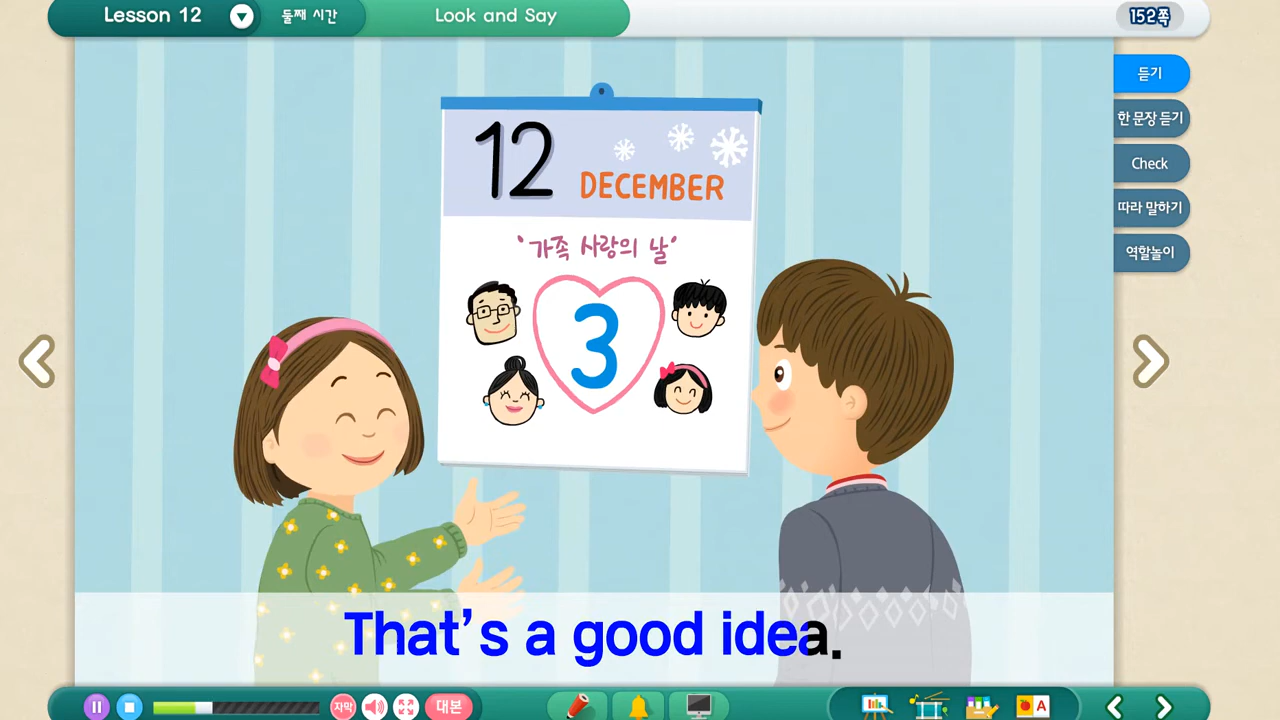 Lesson 12
둘째 시간
Look and Say
152쪽
듣기
한 문장 듣기
Check
따라 말하기
역할놀이
12
DECEMBER
'가족 사랑의 날'
3
That's a good idea.
자막
대본
A